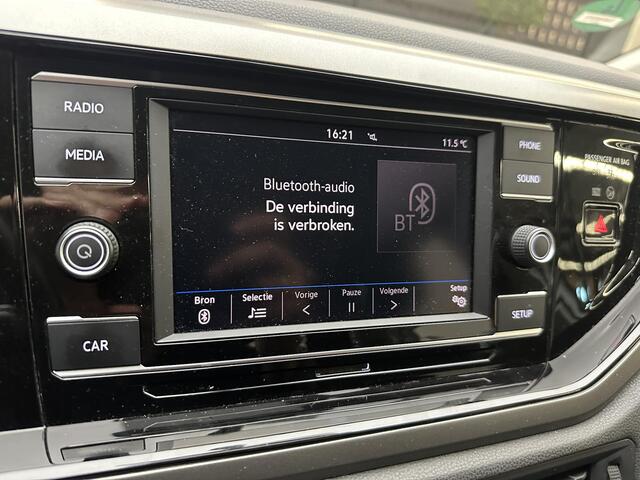 RADIO
MEDIA
CAR
16:21
11.5 °C
Bluetooth-audio
De verbinding
is verbroken.
BT
Bron
Selectie
Vorige
Pauze
Volgende
Setup
PHONE
SOUND
SETUP
PASSENGER AIR BAG